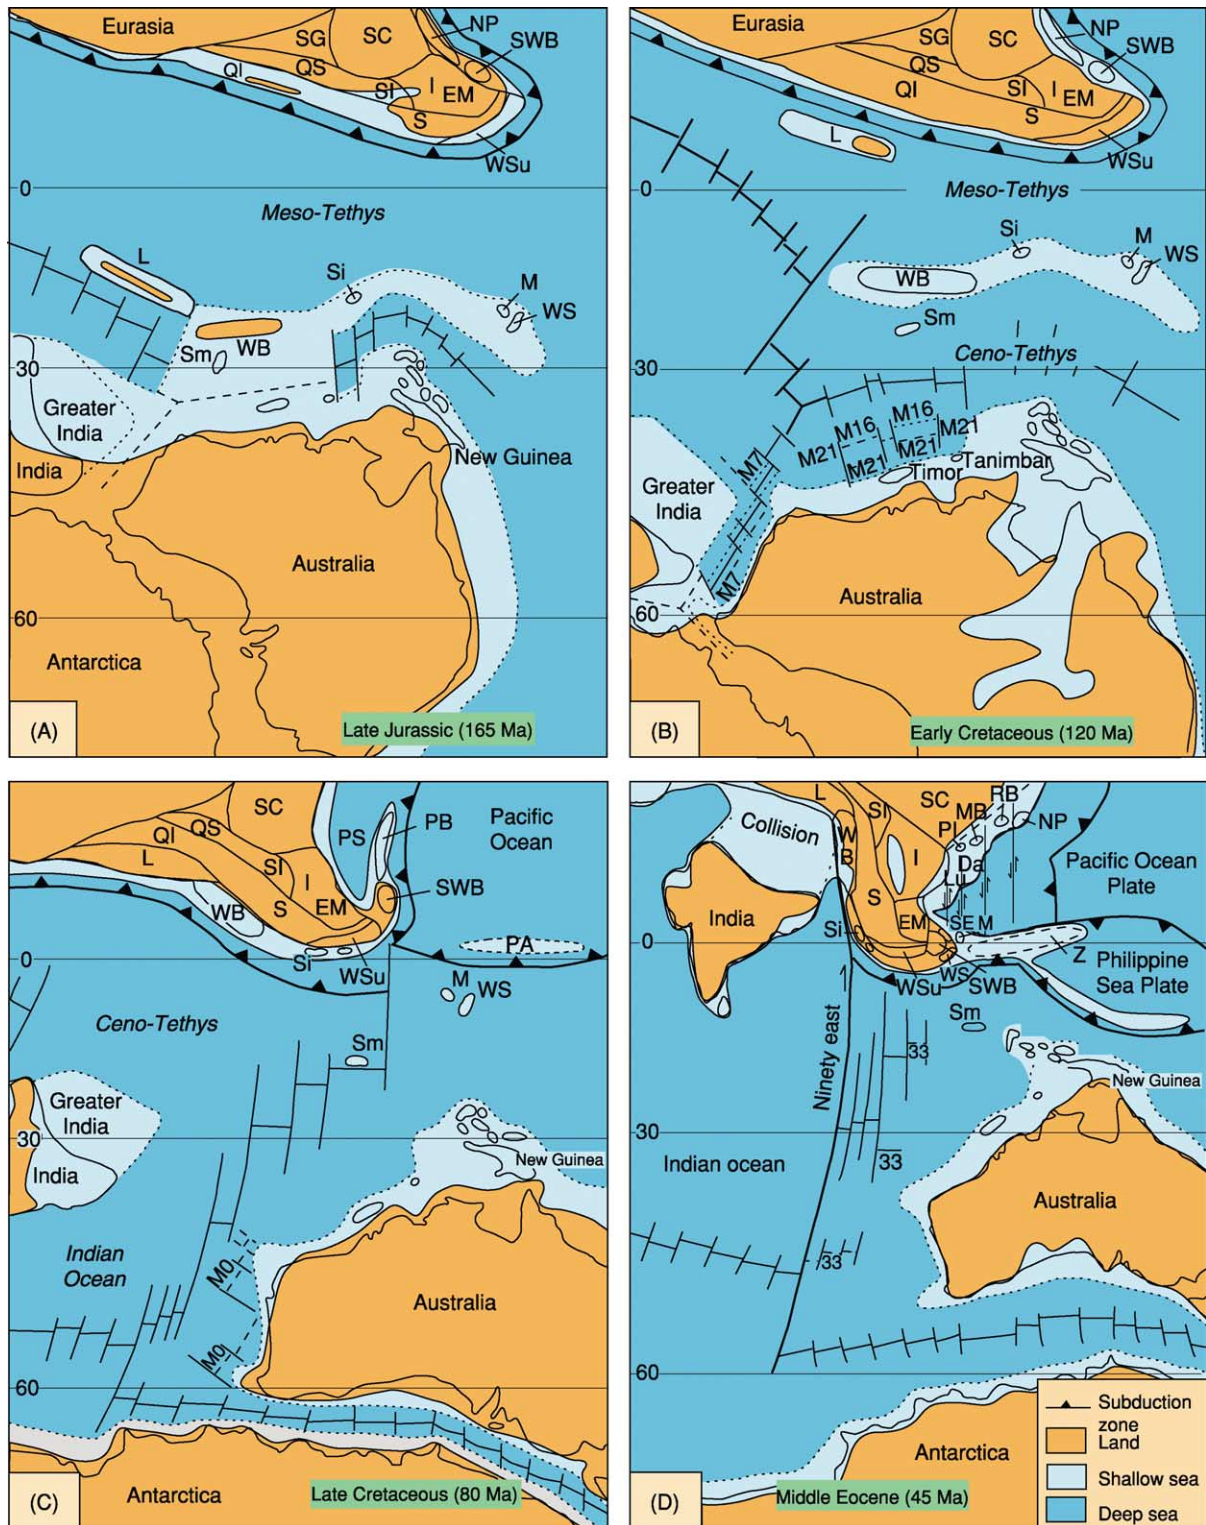 Eurasia
SG
SC
NP
SWB
QS
QI
SI
I
EM
S
WSu
0
Meso-Tethys
L
Si
M
WS
Sm
WB
30
Greater
India
India
New Guinea
Australia
60
Antarctica
(A)
Late Jurassic (165 Ma)
Eurasia
SG
SC
NP
SWB
QS
QI
SI
I
EM
S
L
WSu
0
Meso-Tethys
Si
M
WS
WB
Sm
Ceno-Tethys
30
M16
M16
M21
M21
M21
M21
M7
Timor
Tanimbar
Greater
India
M7
Australia
60
(B)
Early Cretaceous (120 Ma)
SC
QS
QI
L
SI
I
PS
PB
Pacific
Ocean
SWB
WB
S
EM
PA
0
Si
WSu
M
WS
Ceno-Tethys
Sm
Greater
India
30
India
New Guinea
Indian
Ocean
M0
Australia
M0
60
(C)
Antarctica
Late Cretaceous (80 Ma)
L
SI
SC
RB
MB
PI
NP
Collision
W
B
I
Da
Lu
Pacific Ocean
Plate
India
S
EM
SE
M
Si
0
Z
WS
WSu
SWB
Philippine
Sea Plate
Sm
33
Ninety east
New Guinea
30
Indian ocean
33
Australia
33
60
Antarctica
(D)
Middle Eocene (45 Ma)
Subduction
zone
Land
Shallow sea
Deep sea